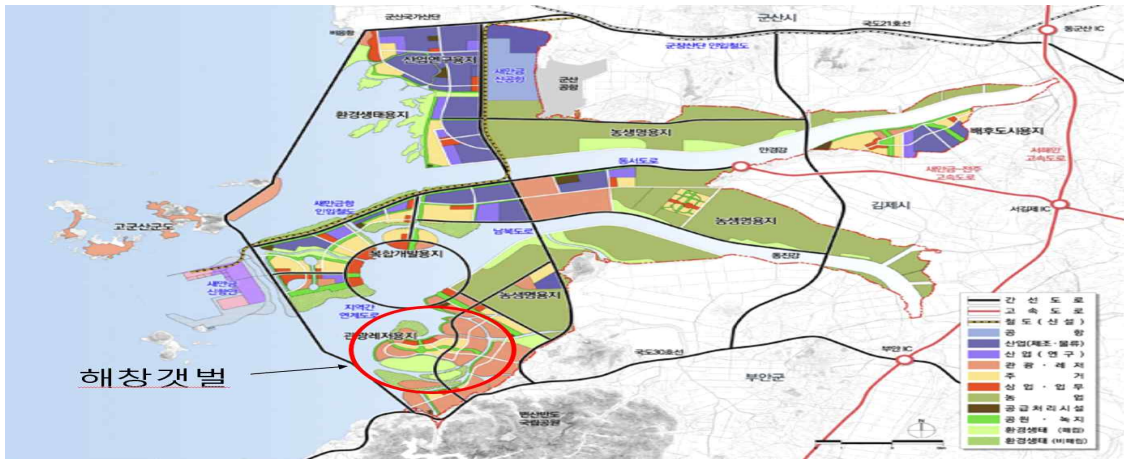 군산국가산단
군산시
국도21호선
동군산 IC
비응항
군장산단 인입철도
산업연구용지
새만금
신공항
군산
공항
환경생태용지
농생명용지
만경강
배후도시용지
동서도로
서해안
고속도로
새만금-전주
고속도로
새만금항
인입철도
김제시
고군산군도
농생명용지
서김제 IC
남북도로
복합개발용지
동진강
새만금
신항만
지역간
연계도로
농생명용지
관광레저용지
국도30호선
부안 IC
해창갯벌
부안군
변산반도
국립공원
간선도로
고속도로
철도(신설)
공 항
산업(제조·물류)
산업(연구)
관광·레저
주 거
상업·업무
농 업
공급처리시설
공원·녹지
환경생태 (매립)
환경생태 (비매립)